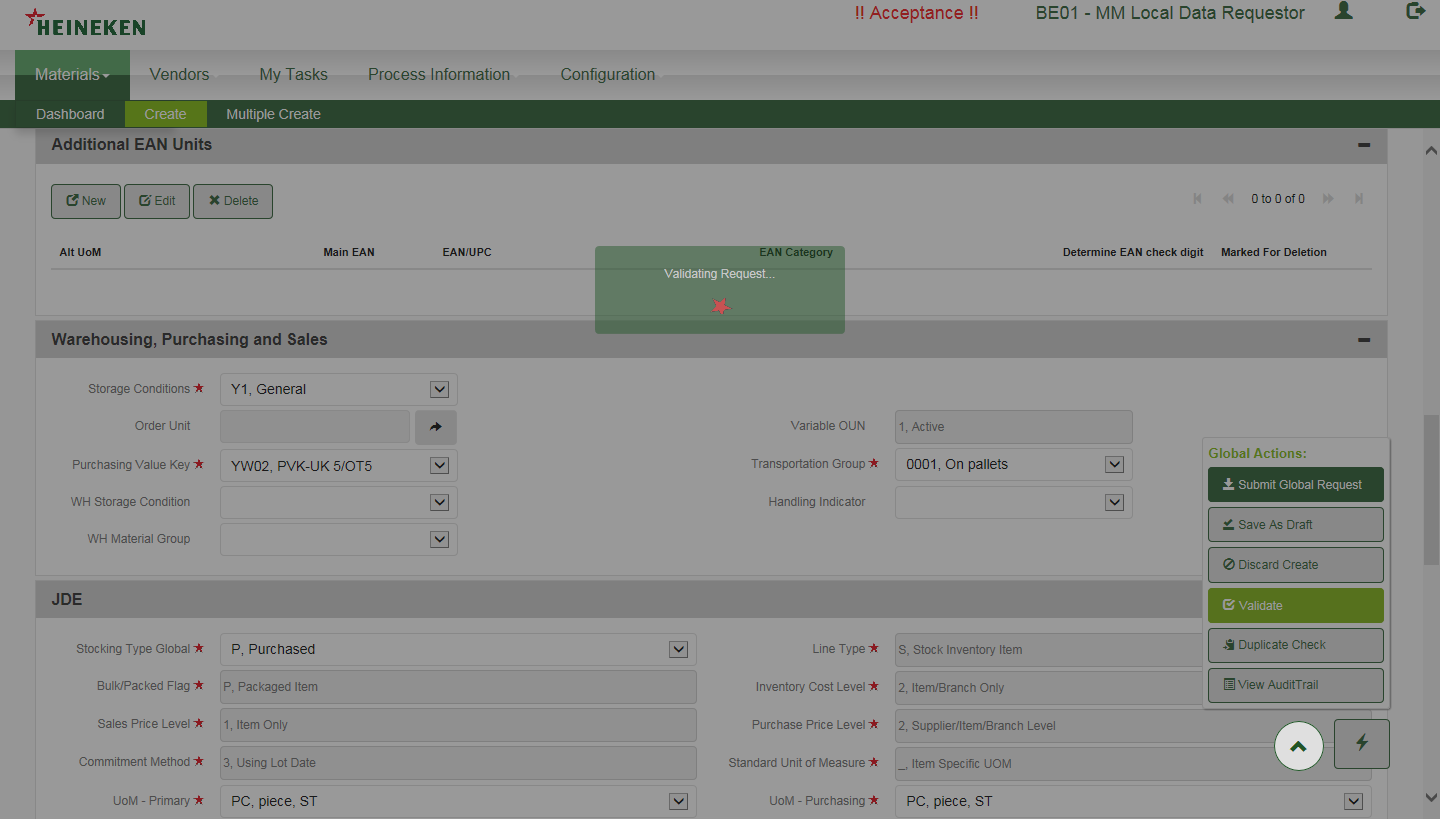 HEINEKEN
!! Acceptance !!
BE01 - MM Local Data Requestor
Materials
Vendors
My Tasks
Process Information
Configuration
Dashboard
Create
Multiple Create
Additional EAN Units
New
Edit
Delete
0 to 0 of 0
Alt UoM
Main EAN
EAN/UPC
EAN Category
Determine EAN check digit
Marked For Deletion
Validating Request...
Warehousing, Purchasing and Sales
Storage Conditions
Y1, General
Order Unit
Variable OUN
1, Active
Purchasing Value Key
YW02, PVK-UK 5/OT5
Transportation Group
0001, On pallets
WH Storage Condition
Handling Indicator
WH Material Group
Global Actions:
Submit Global Request
Save As Draft
Discard Create
Validate
Duplicate Check
View AuditTrail
JDE
Stocking Type Global
P, Purchased
Line Type
S, Stock Inventory Item
Bulk/Packed Flag
P, Packaged Item
Inventory Cost Level
2, Item/Branch Only
Sales Price Level
1, Item Only
Purchase Price Level
2, Supplier/Item/Branch Level
Commitment Method
3, Using Lot Date
Standard Unit of Measure
_, Item Specific UOM
UoM - Primary
PC, piece, ST
UoM - Purchasing
PC, piece, ST